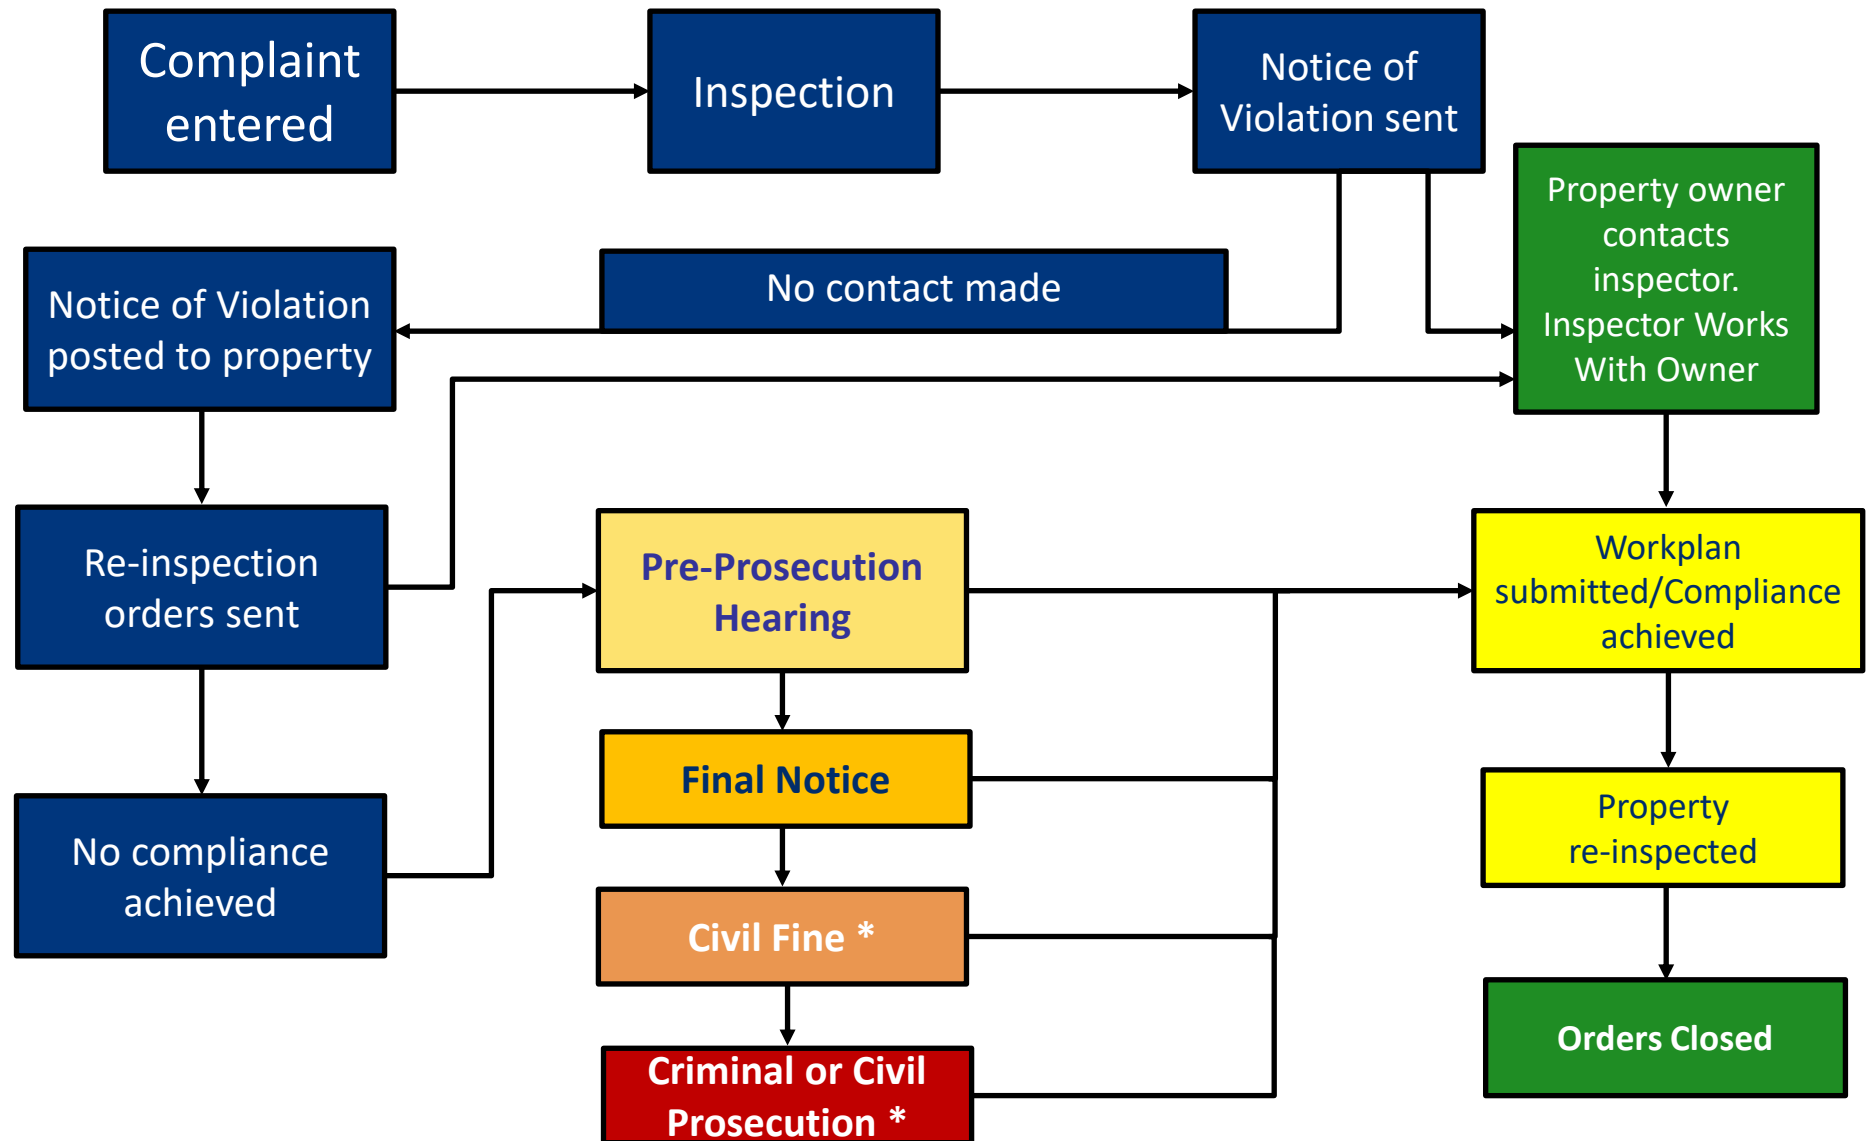 Complaint
entered
Inspection
Notice of
Violation sent
Property owner
contacts
inspector.
Inspector Works
With Owner
No contact made
Notice of Violation
posted to property
Re-inspection
orders sent
Pre-Prosecution
Hearing
Workplan
submitted/Compliance
achieved
Final Notice
Property
re-inspected
No compliance
achieved
Civil Fine *
Orders Closed
Criminal or Civil
Prosecution *